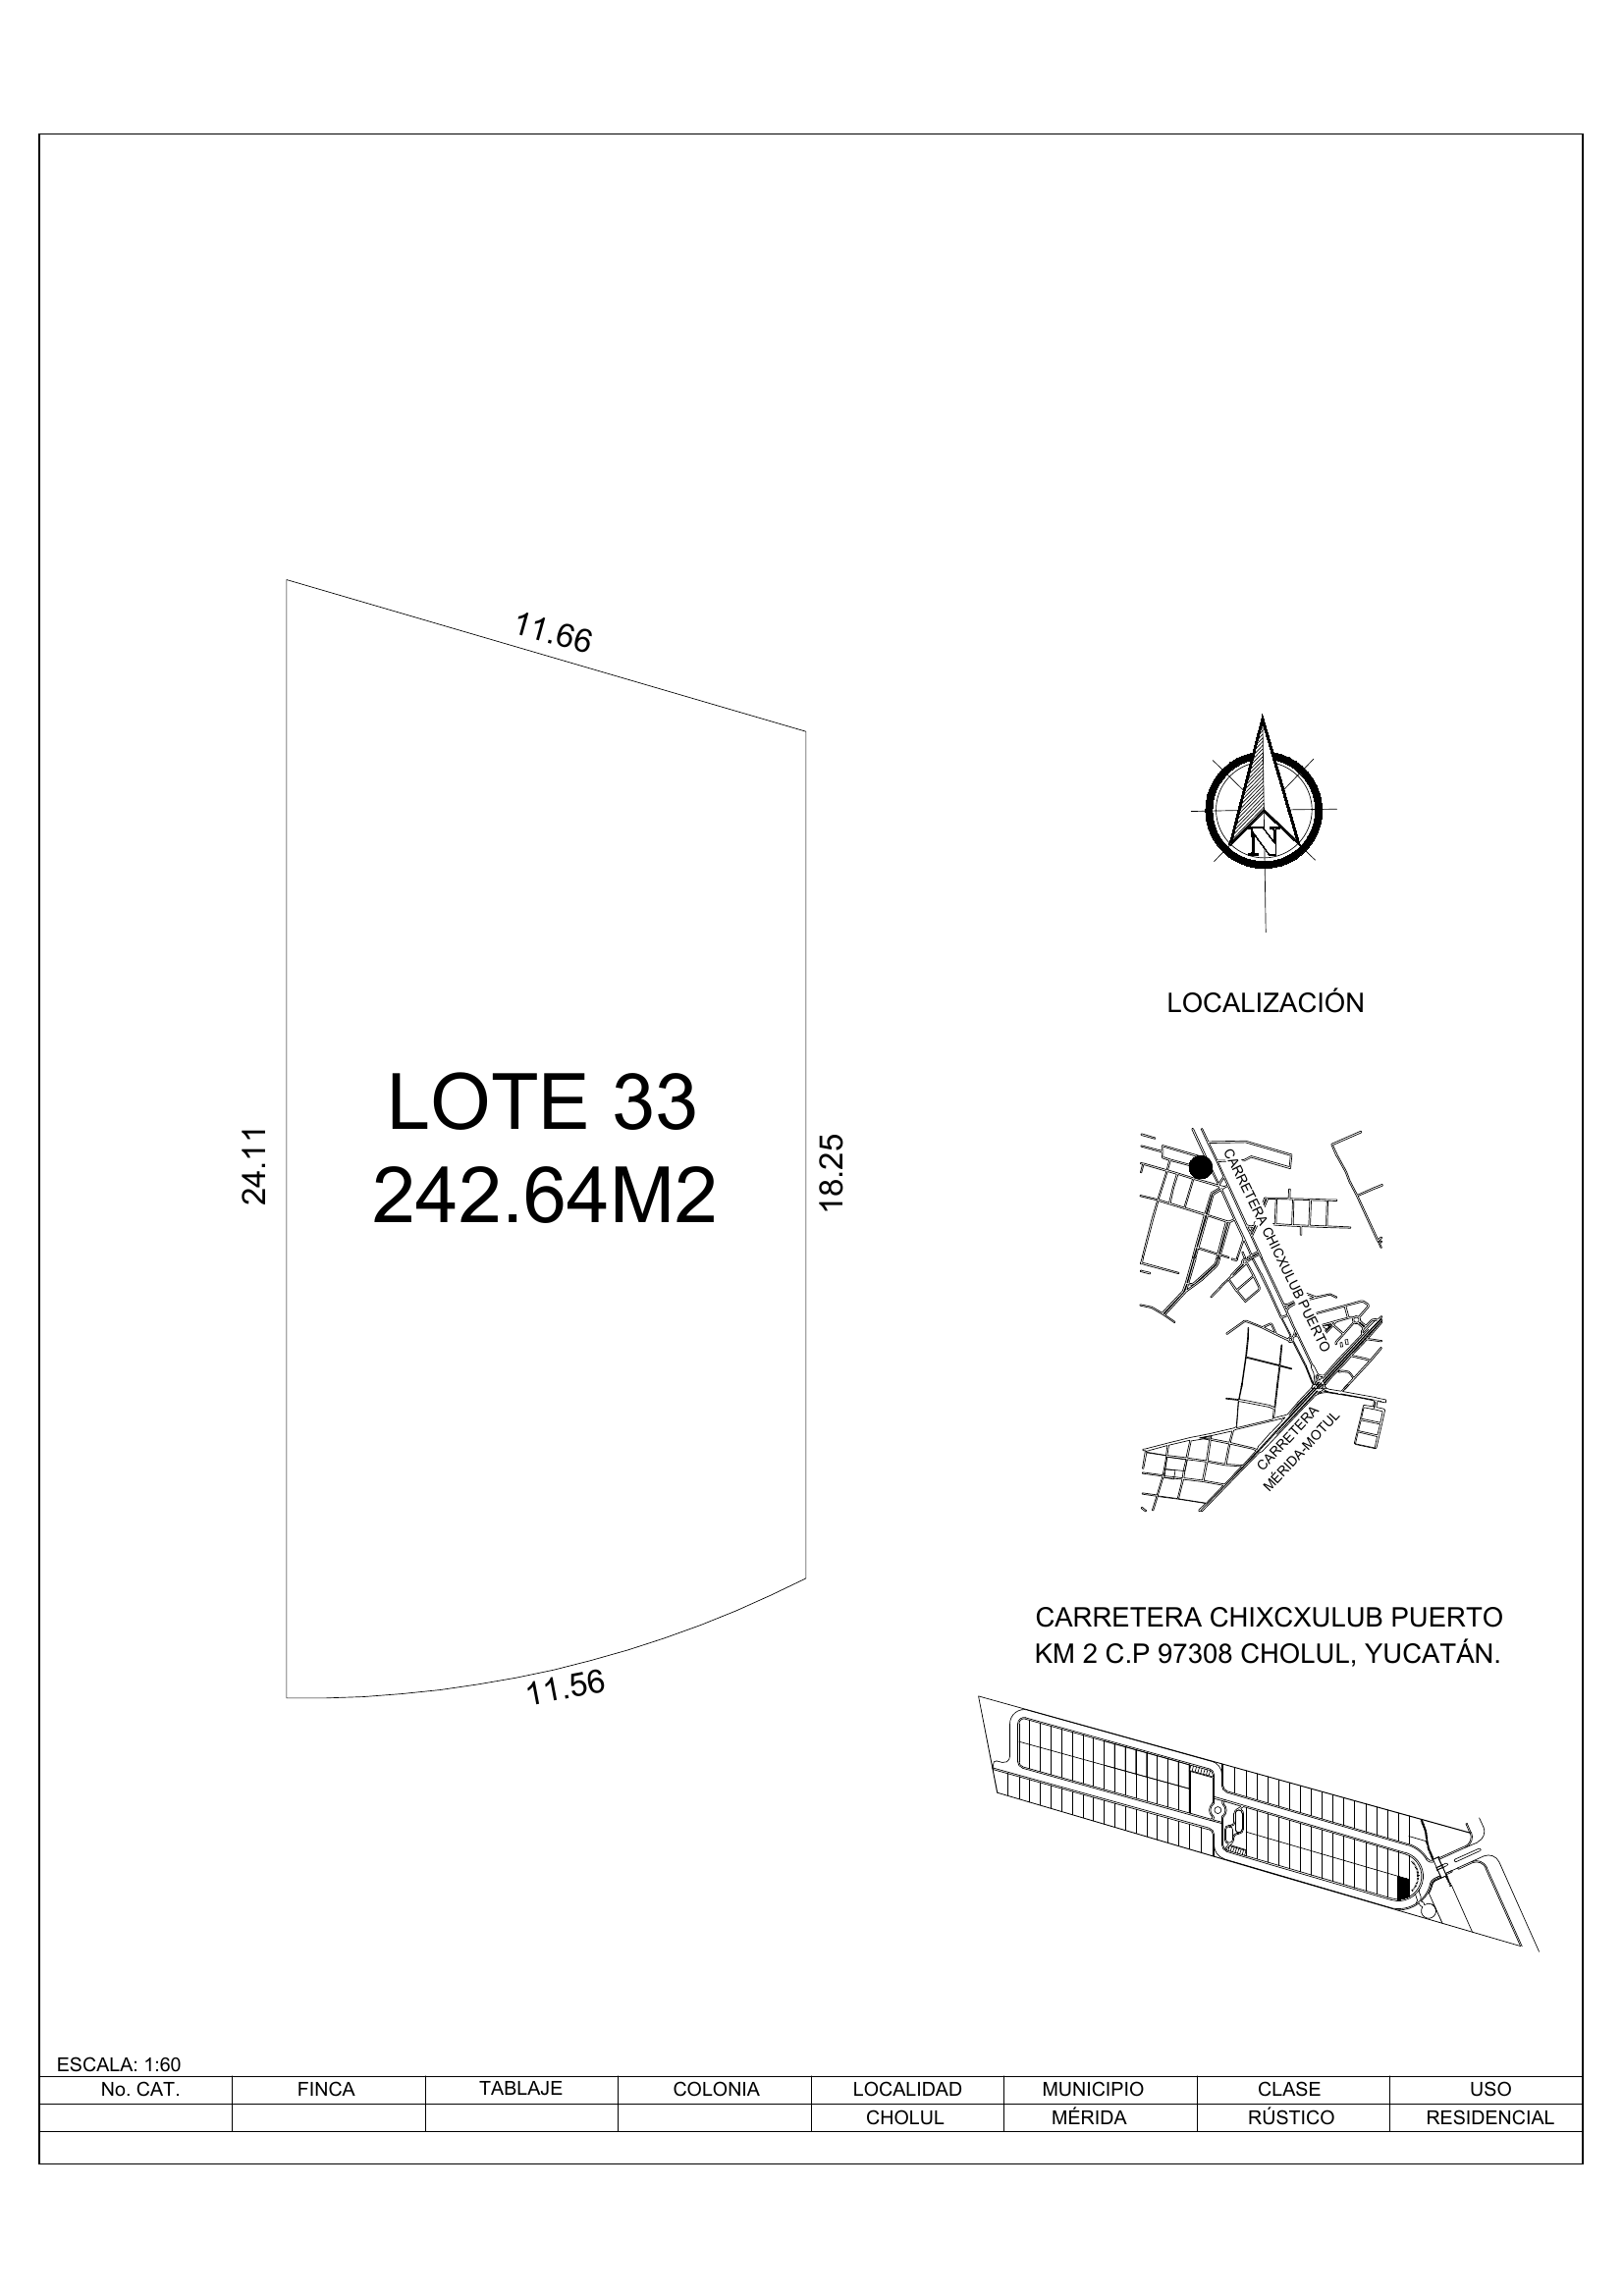 11.66
24.11
LOTE 33
242.64M2
18.25
11.56
N
LOCALIZACIÓN
CARRETERA CHICXULUB PUERTO
CARRETERA
MÉRIDA-MOTUL
CARRETERA CHIXCXULUB PUERTO
KM 2 C.P 97308 CHOLUL, YUCATÁN.
ESCALA: 1:60
No. CAT. FINCA TABLAJE COLONIA LOCALIDAD MUNICIPIO CLASE USO
CHOLUL MÉRIDA RÚSTICO RESIDENCIAL